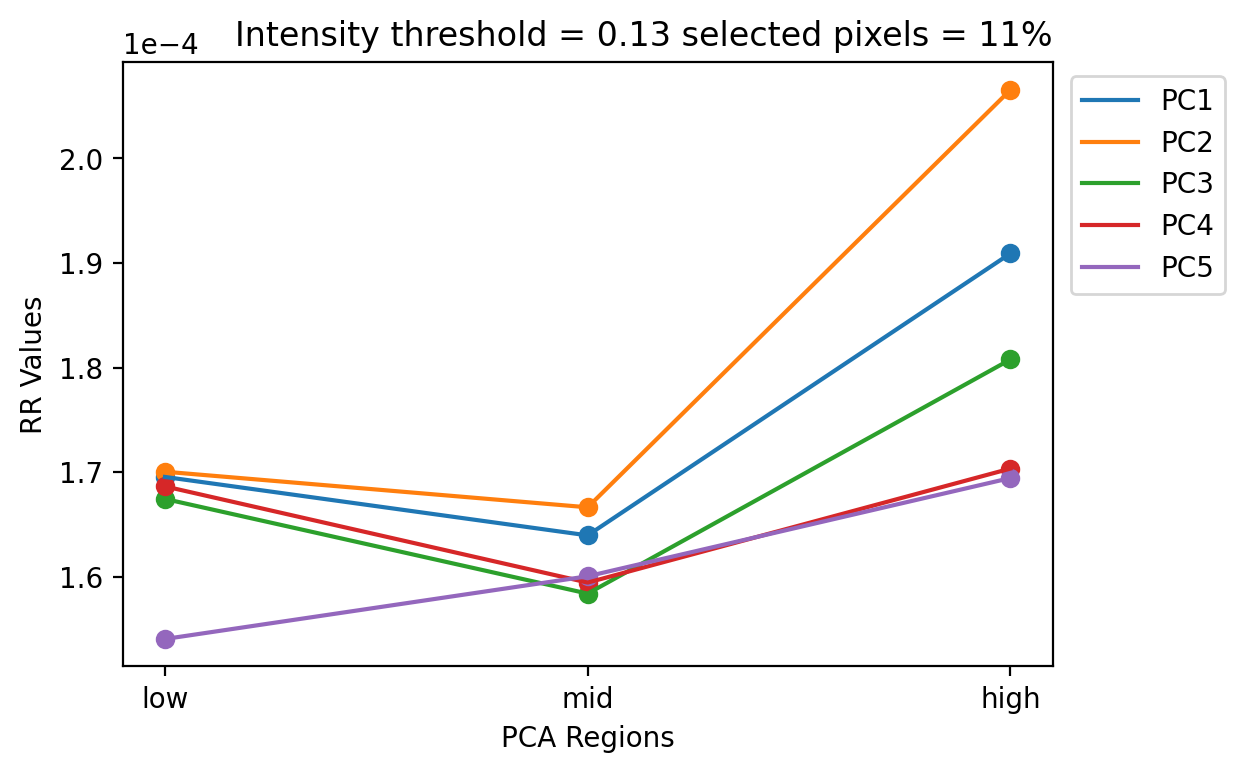 1e−4
Intensity threshold = 0.13 selected pixels = 11%
2.0
1.9
1.8
1.7
1.6
RR Values
low
mid
high
PCA Regions
PC1
PC2
PC3
PC4
PC5